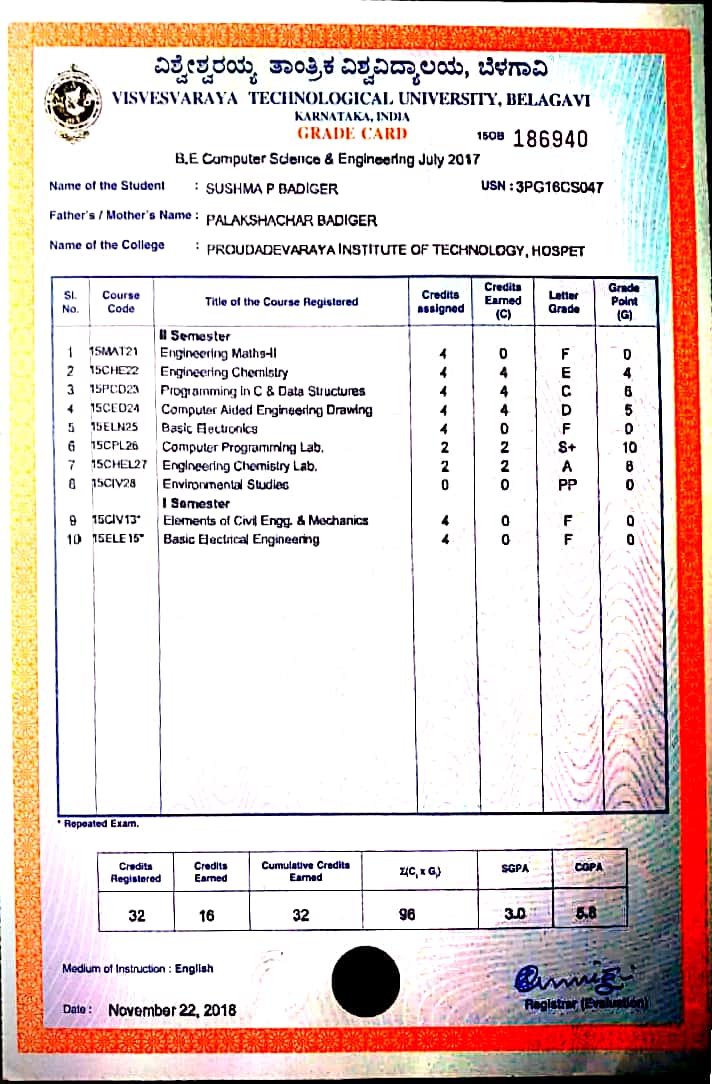 ವಿಶ್ವೇಶ್ವರಯ್ಯ ತಾಂತ್ರಿಕ ವಿಶ್ವವಿದ್ಯಾಲಯ, ಬೆಳಗಾವಿ
VISVESVARAYA TECHNOLOGICAL UNIVERSITY, BELAGAVI
KARNATAKA, INDIA
GRADE CARD 150B 186940
B.E Computer Science & Engineering July 2017
Name of the Student : SUSHMA P BADIGER USN : 3PG16CS047
Father's / Mother's Name : PALAKSHACHAR BADIGER
Name of the College : PROUDADEVARAYA INSTITUTE OF TECHNOLOGY, HOSPET
Sl. No. Course Code Title of the Course Registered Credits assigned Credits Earned (C) Letter Grade Grade Point (G)
II Semester
1 15MAT21 Engineering Maths-II 4 0 F 0
2 15CHE22 Engineering Chemistry 4 4 E 4
3 15PCD23 Programming in C & Data Structures 4 4 C 6
4 15CED24 Computer Aided Engineering Drawing 4 4 D 5
5 15ELN25 Basic Electronics 4 0 F 0
6 15CPL26 Computer Programming Lab. 2 2 S+ 10
7 15CHEL27 Engineering Chemistry Lab. 2 2 A 8
8 15CIV28 Environmental Studies 0 0 PP 0
I Semester
9 15CIV13* Elements of Civil Engg. & Mechanics 4 0 F 0
10 15ELE15* Basic Electrical Engineering 4 0 F 0
* Repeated Exam.
Credits Registered Credits Earned Cumulative Credits Earned Σ(Cᵢ x Gᵢ) SGPA CGPA
32 16 32 96 3.0 5.8
Medium of Instruction : English
Registrar (Evaluation)
Date : November 22, 2018